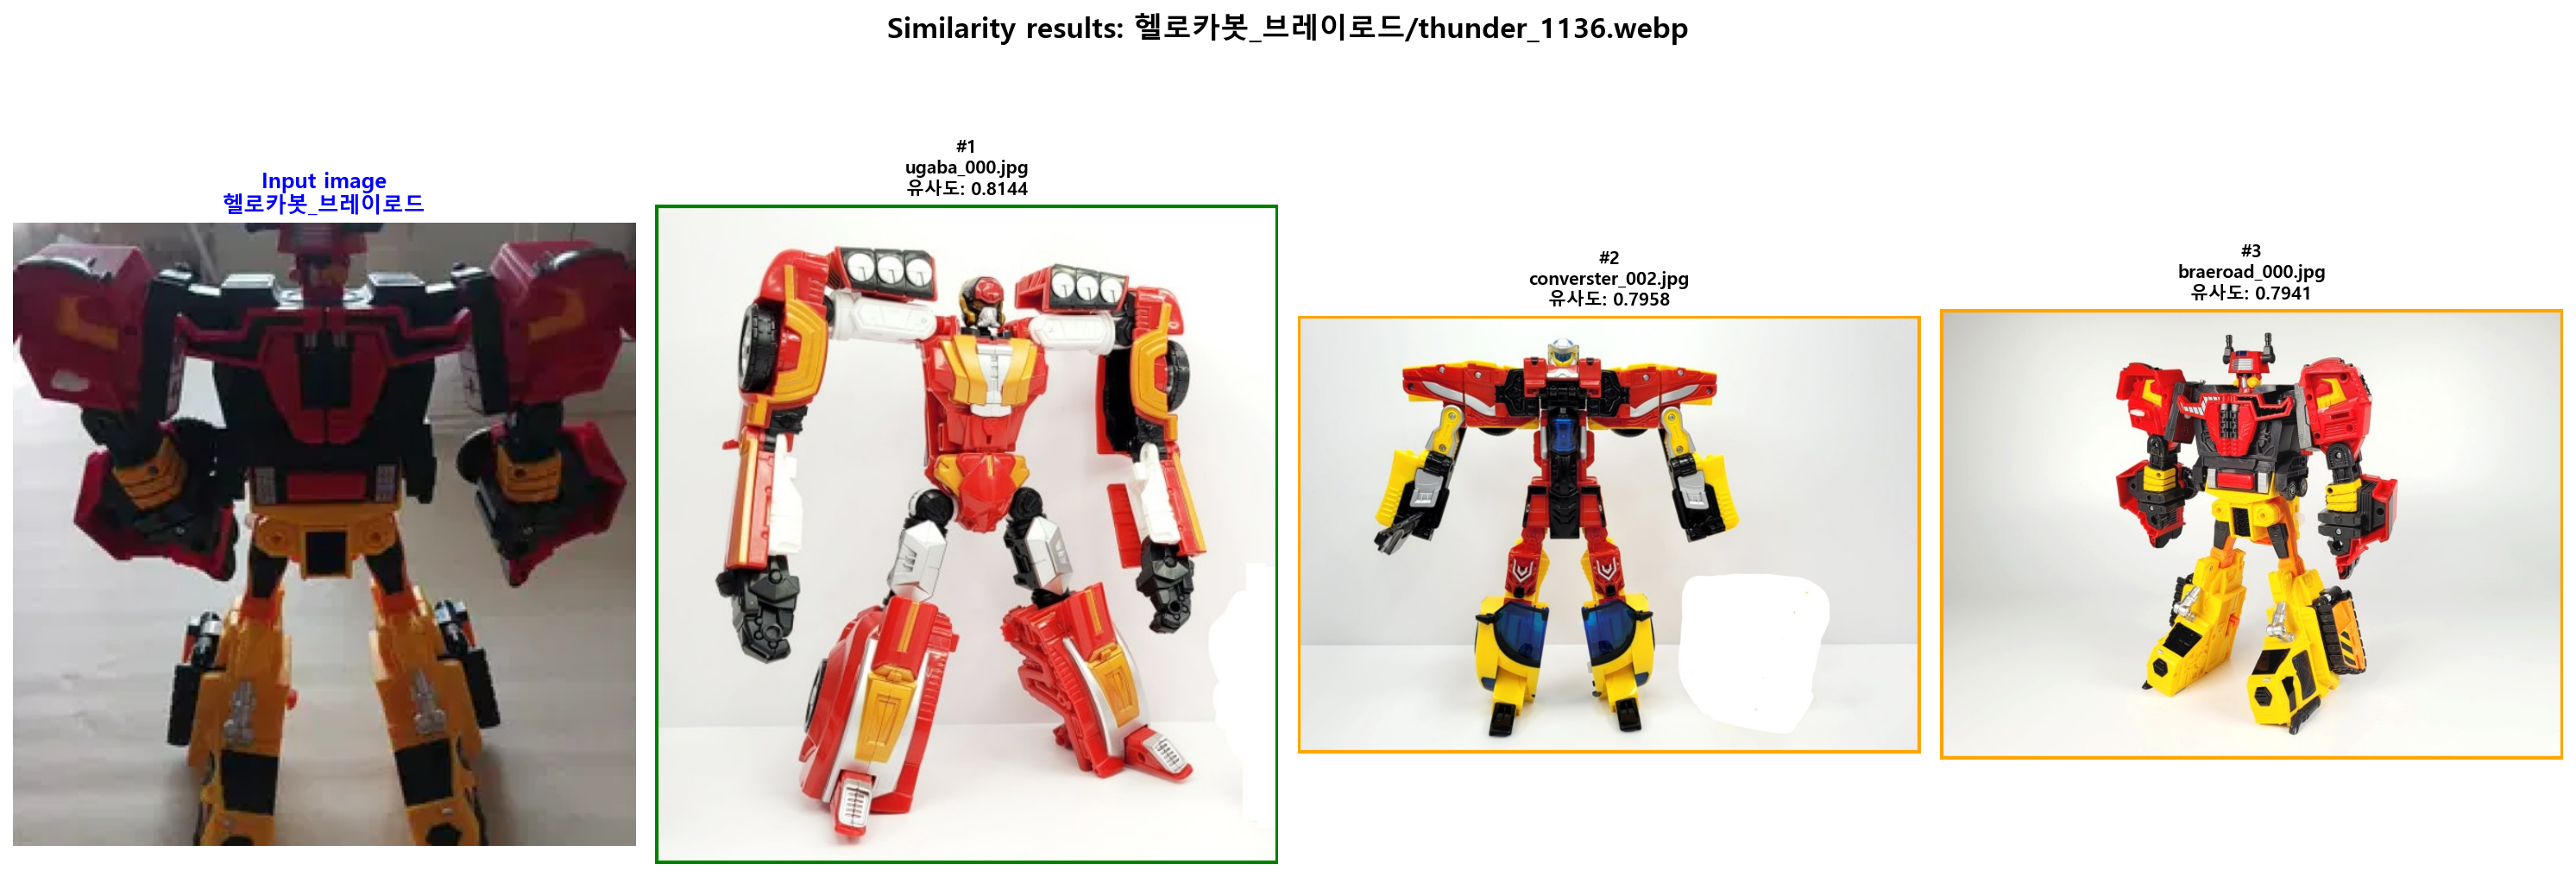 Similarity results: 헬로카봇_브레이로드/thunder_1136.webp
Input image
헬로카봇_브레이로드
#1
ugaba_000.jpg
유사도: 0.8144
#2
converster_002.jpg
유사도: 0.7958
#3
braeroad_000.jpg
유사도: 0.7941